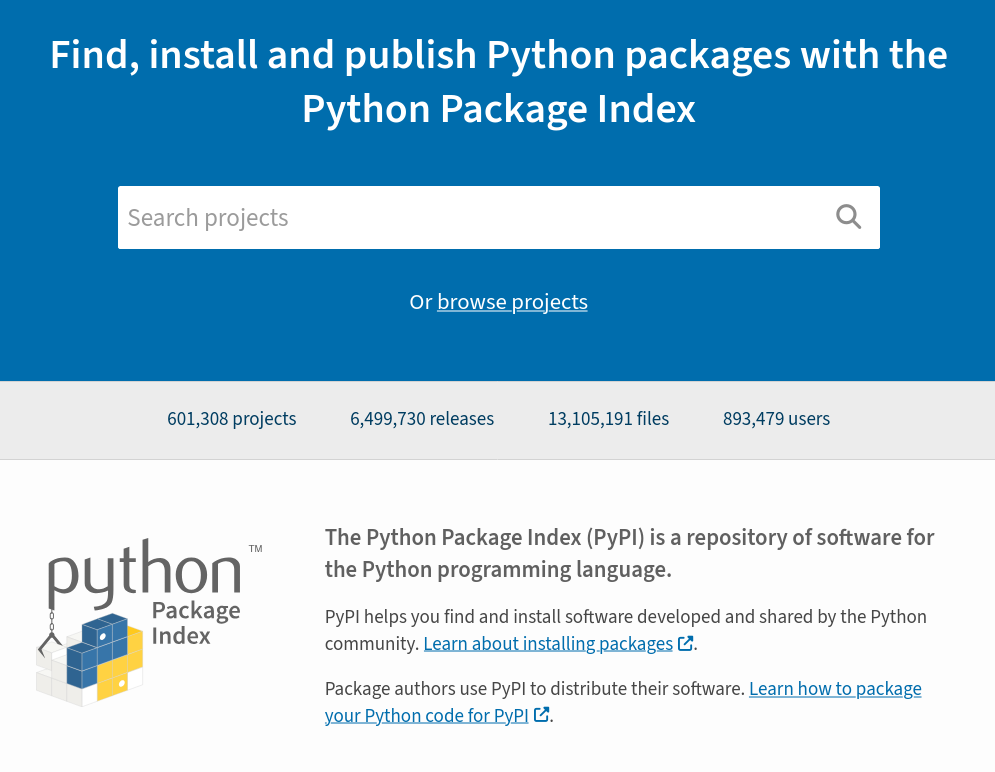 Find, install and publish Python packages with the
Python Package Index
Search projects
Or browse projects
601,308 projects 6,499,730 releases 13,105,191 files 893,479 users
python TM
Package
Index
The Python Package Index (PyPI) is a repository of software for
the Python programming language.
PyPI helps you find and install software developed and shared by the Python
community. Learn about installing packages.
Package authors use PyPI to distribute their software. Learn how to package
your Python code for PyPI.